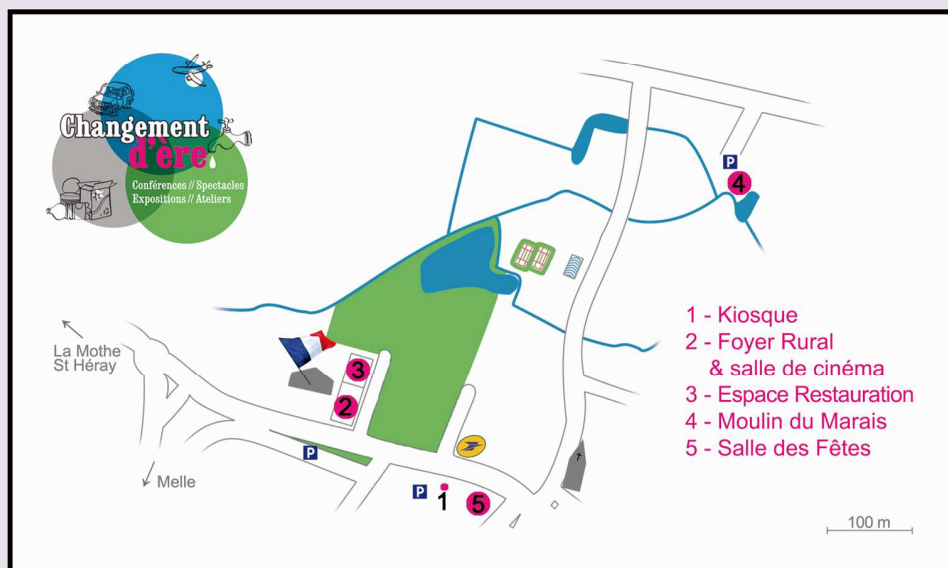 Changement
d'ère
Conférences // Spectacles
Expositions // Ateliers
P
4
1 - Kiosque
2 - Foyer Rural
& salle de cinéma
3 - Espace Restauration
4 - Moulin du Marais
5 - Salle des Fêtes
La Mothe
St Héray
3
2
P
Melle
P
1
5
100 m